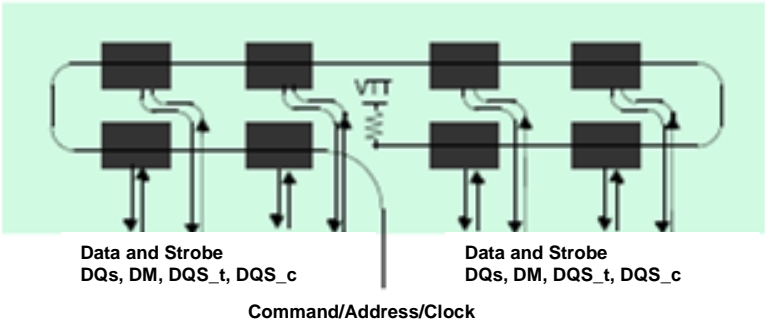 VTT
Data and Strobe
DQs, DM, DQS_t, DQS_c
Data and Strobe
DQs, DM, DQS_t, DQS_c
Command/Address/Clock